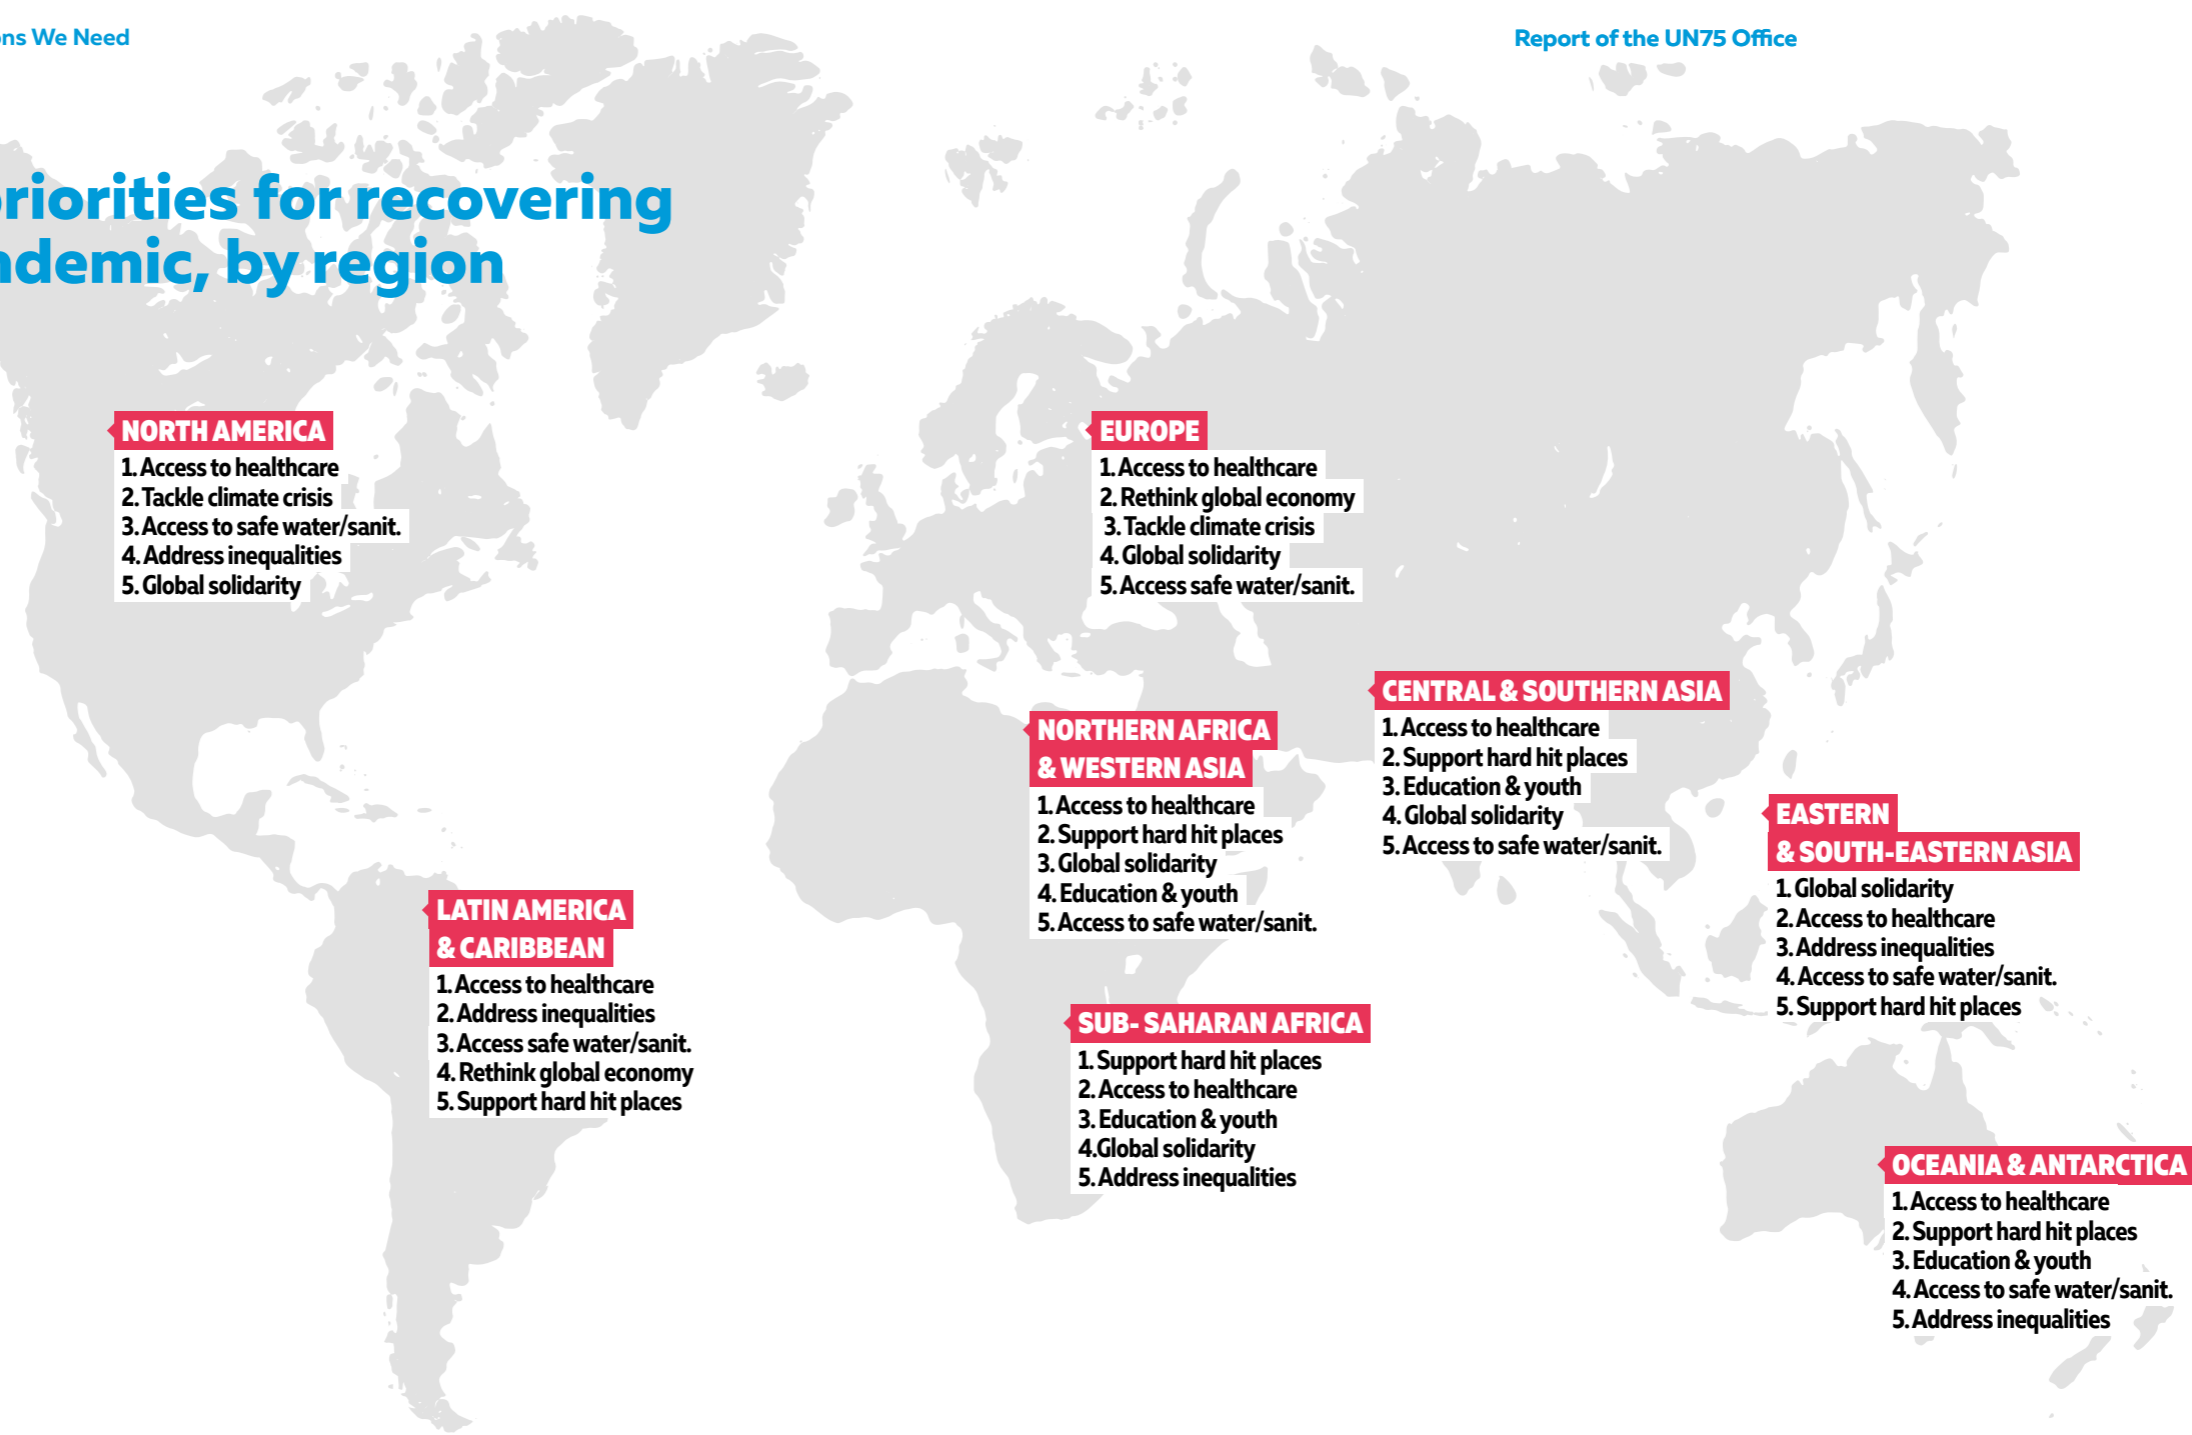 We Need
Report of the UN75 Office
for recovering
by region
NORTH AMERICA
1. Access to healthcare
2. Tackle climate crisis
3. Access to safe water/sanit.
4. Address inequalities
5. Global solidarity
EUROPE
1. Access to healthcare
2. Rethink global economy
3. Tackle climate crisis
4. Global solidarity
5. Access safe water/sanit.
CENTRAL & SOUTHERN ASIA
1. Access to healthcare
2. Support hard hit places
3. Education & youth
4. Global solidarity
5. Access to safe water/sanit.
NORTHERN AFRICA
& WESTERN ASIA
1. Access to healthcare
2. Support hard hit places
3. Global solidarity
4. Education & youth
5. Access to safe water/sanit.
EASTERN
& SOUTH-EASTERN ASIA
1. Global solidarity
2. Access to healthcare
3. Address inequalities
4. Access to safe water/sanit.
5. Support hard hit places
LATIN AMERICA
& CARIBBEAN
1. Access to healthcare
2. Address inequalities
3. Access safe water/sanit.
4. Rethink global economy
5. Support hard hit places
SUB- SAHARAN AFRICA
1. Support hard hit places
2. Access to healthcare
3. Education & youth
4.Global solidarity
5. Address inequalities
OCEANIA & ANTARCTICA
1. Access to healthcare
2. Support hard hit places
3. Education & youth
4. Access to safe water/sanit.
5. Address inequalities